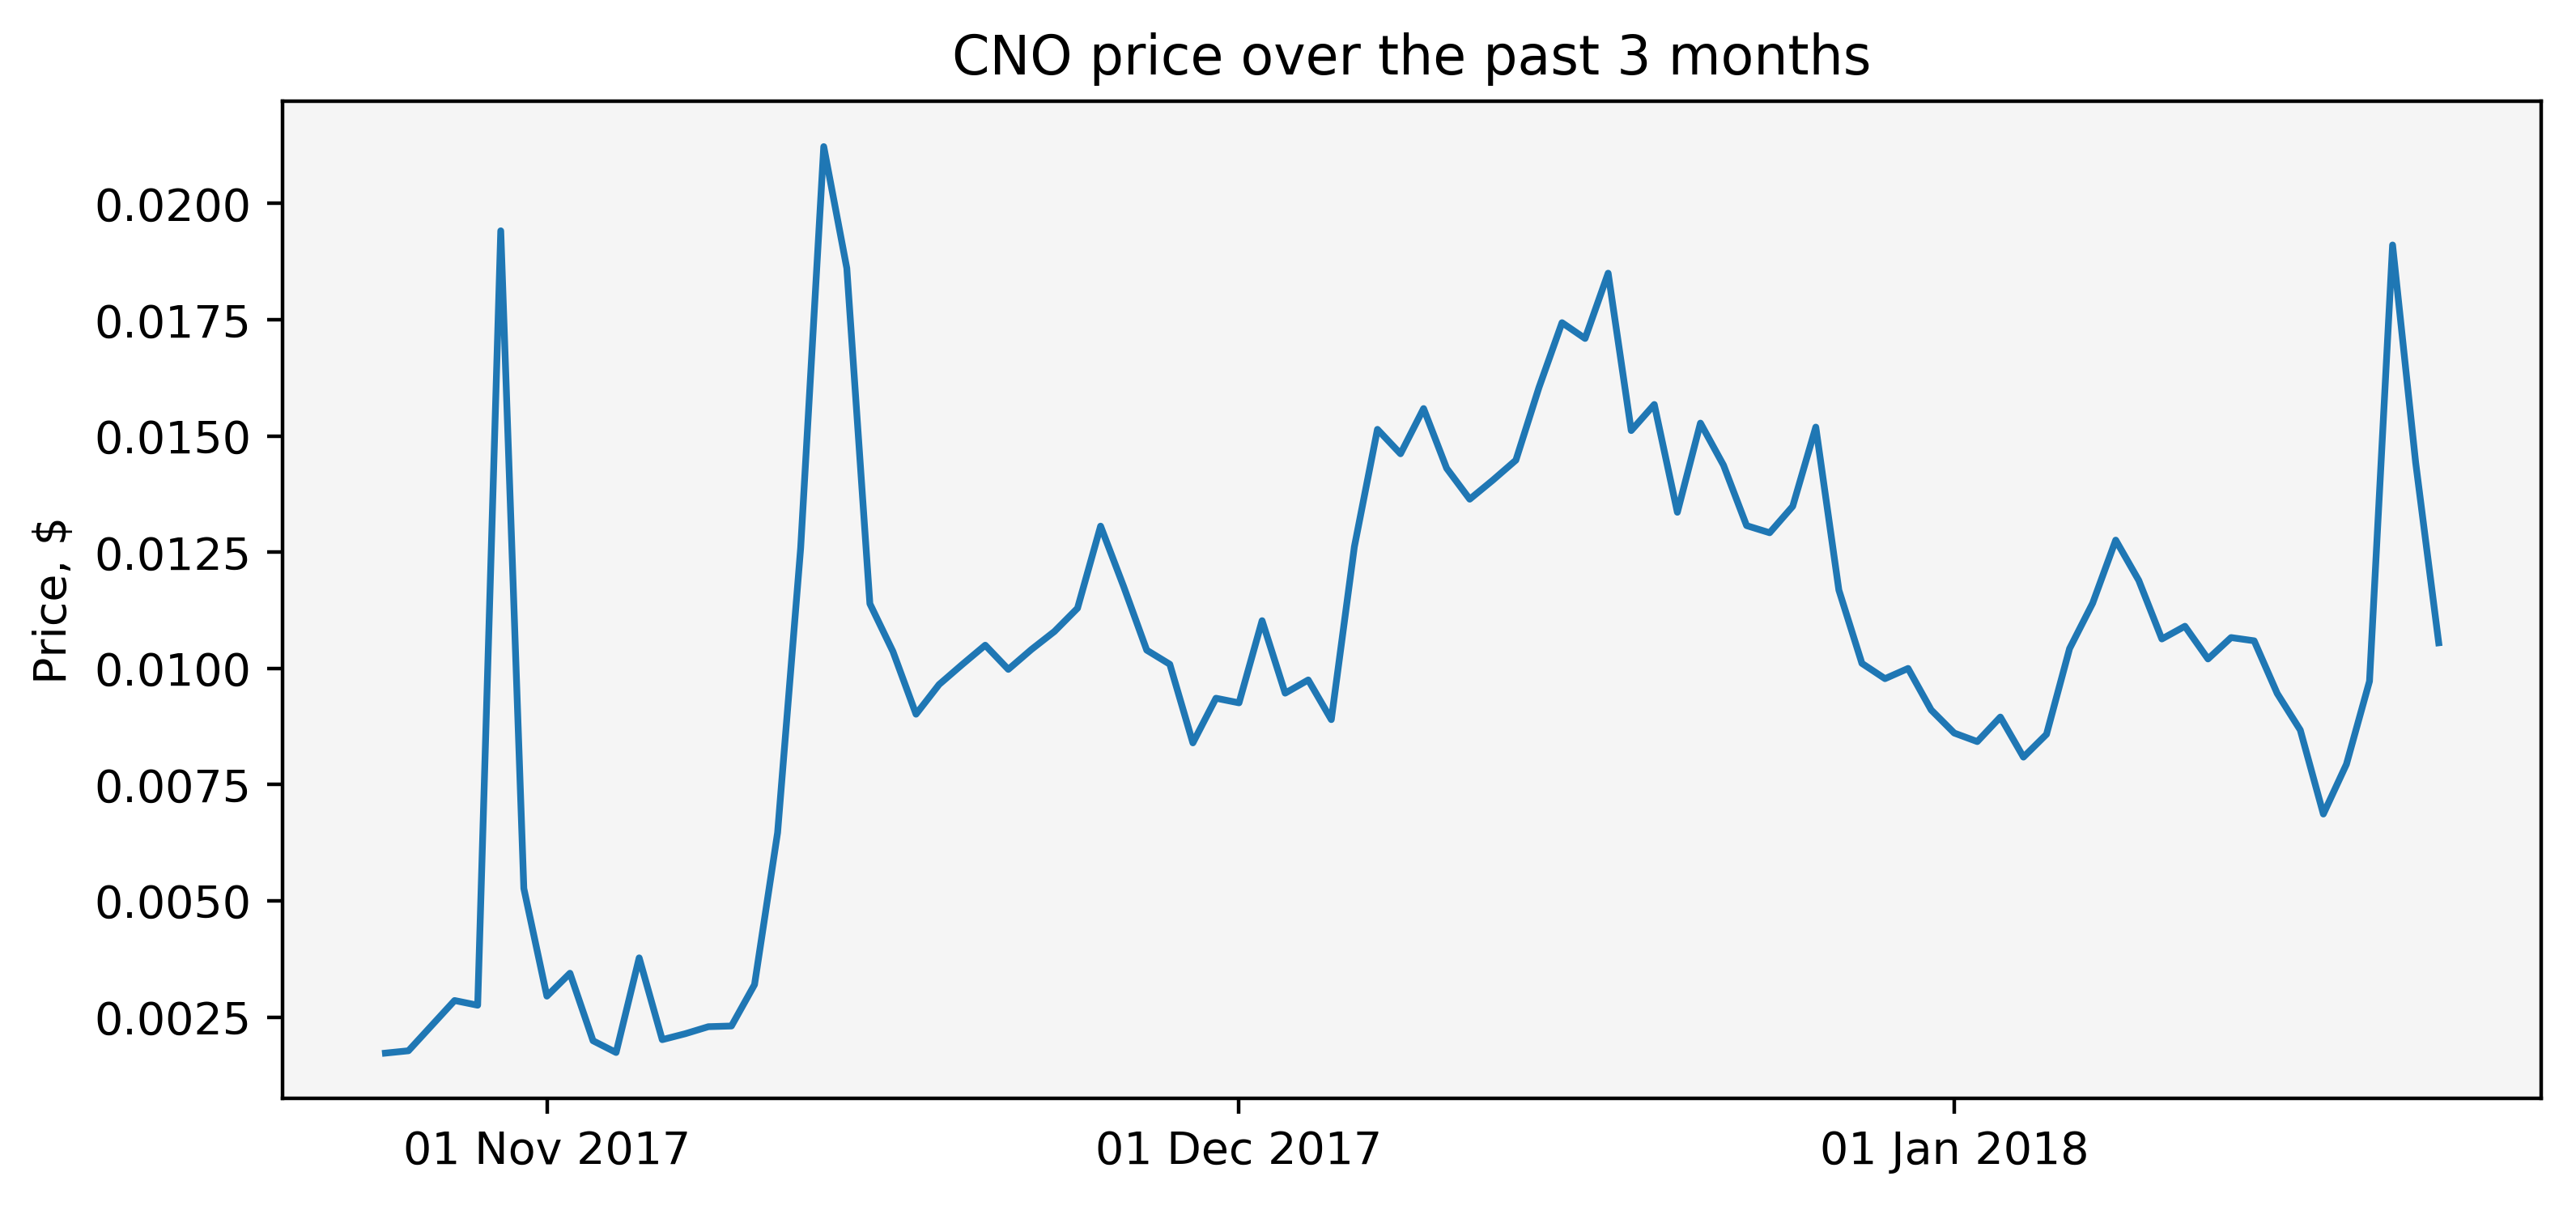 CNO price over the past 3 months
Price, $
0.0200
0.0175
0.0150
0.0125
0.0100
0.0075
0.0050
0.0025
01 Nov 2017
01 Dec 2017
01 Jan 2018